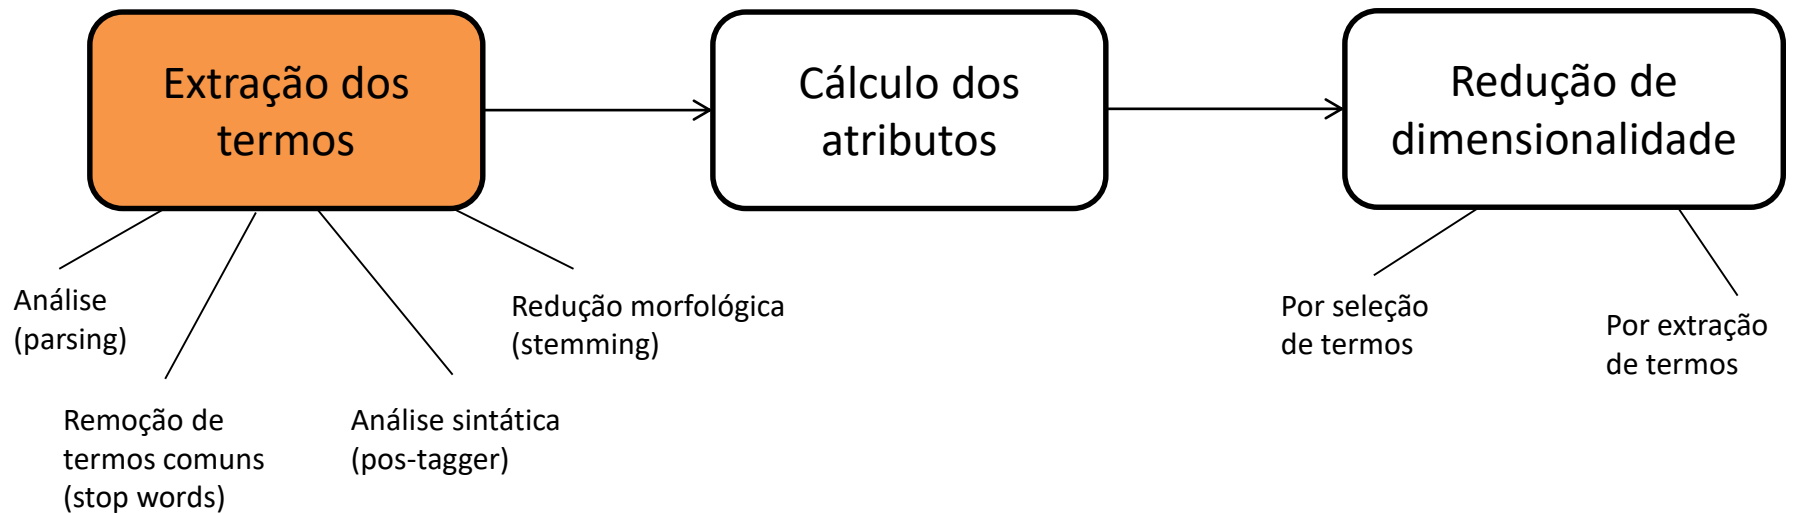 Extração dos
termos
Cálculo dos
atributos
Redução de
dimensionalidade
Análise
(parsing)
Remoção de
termos comuns
(stop words)
Análise sintática
(pos-tagger)
Redução morfológica
(stemming)
Por seleção
de termos
Por extração
de termos